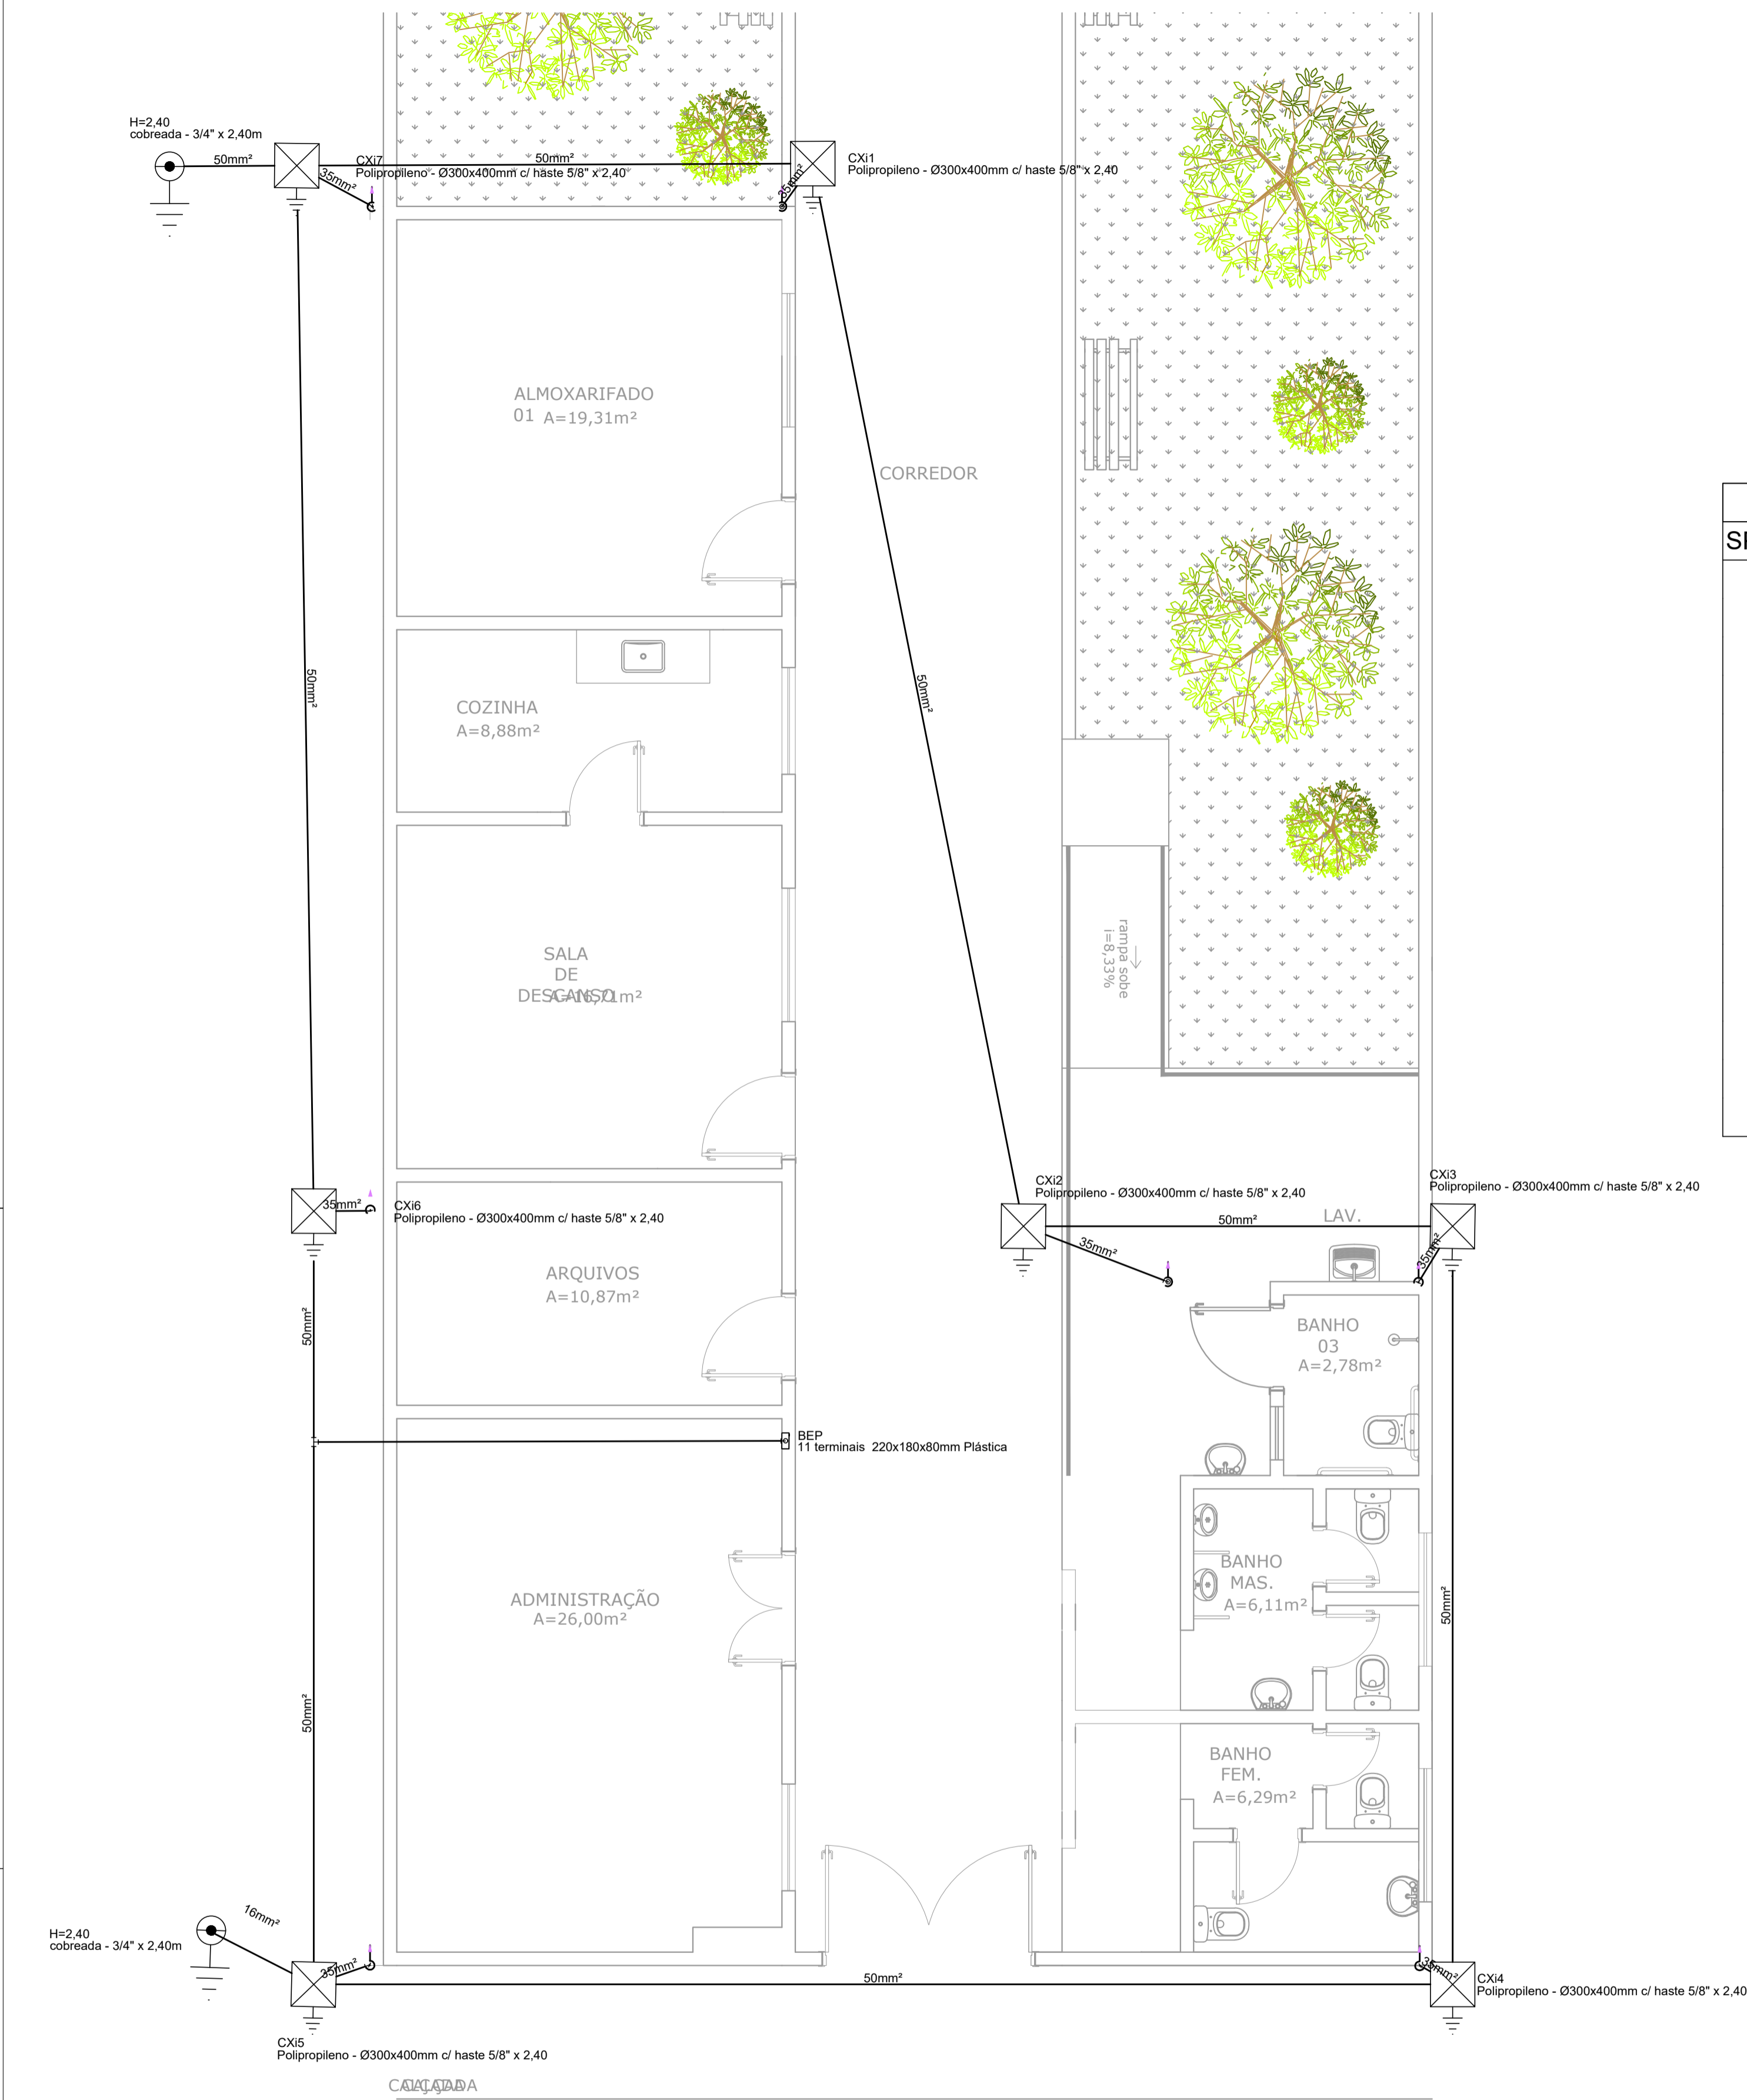 H=2,40
cobreada - 3/4" x 2,40m
50mm²
CXi7
Polipropileno - Ø300x400mm c/ haste 5/8" x 2,40
50mm²
35mm²
CXi1
Polipropileno - Ø300x400mm c/ haste 5/8" x 2,40
35mm²
ALMOXARIFADO
01 A=19,31m²
CORREDOR
50mm²
50mm²
COZINHA
A=8,88m²
SALA
DE
DESCANSO
A=16,71m²
rampa sobe
i=8,33%
CXi6
Polipropileno - Ø300x400mm c/ haste 5/8" x 2,40
35mm²
CXi2
Polipropileno - Ø300x400mm c/ haste 5/8" x 2,40
CXi3
Polipropileno - Ø300x400mm c/ haste 5/8" x 2,40
50mm²
LAV.
35mm²
35mm²
ARQUIVOS
A=10,87m²
50mm²
BANHO
03
A=2,78m²
BEP
11 terminais 220x180x80mm Plástica
ADMINISTRAÇÃO
A=26,00m²
BANHO
MAS.
A=6,11m²
50mm²
50mm²
BANHO
FEM.
A=6,29m²
16mm²
H=2,40
cobreada - 3/4" x 2,40m
35mm²
50mm²
35mm²
CXi4
Polipropileno - Ø300x400mm c/ haste 5/8" x 2,40
CXi5
Polipropileno - Ø300x400mm c/ haste 5/8" x 2,40